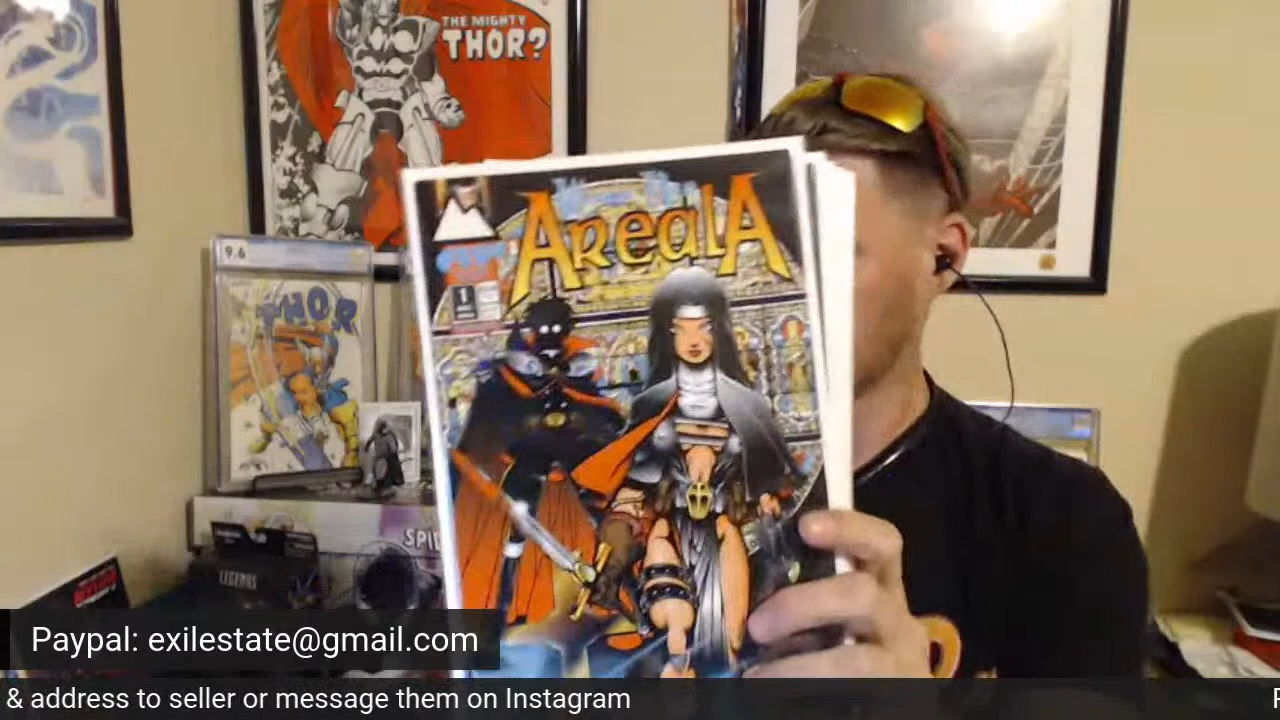 THE MIGHTY
THOR?
9.6
THOR
AREALA
1
SPI
LEGENDS
Paypal: exilestate@gmail.com
& address to seller or message them on Instagram